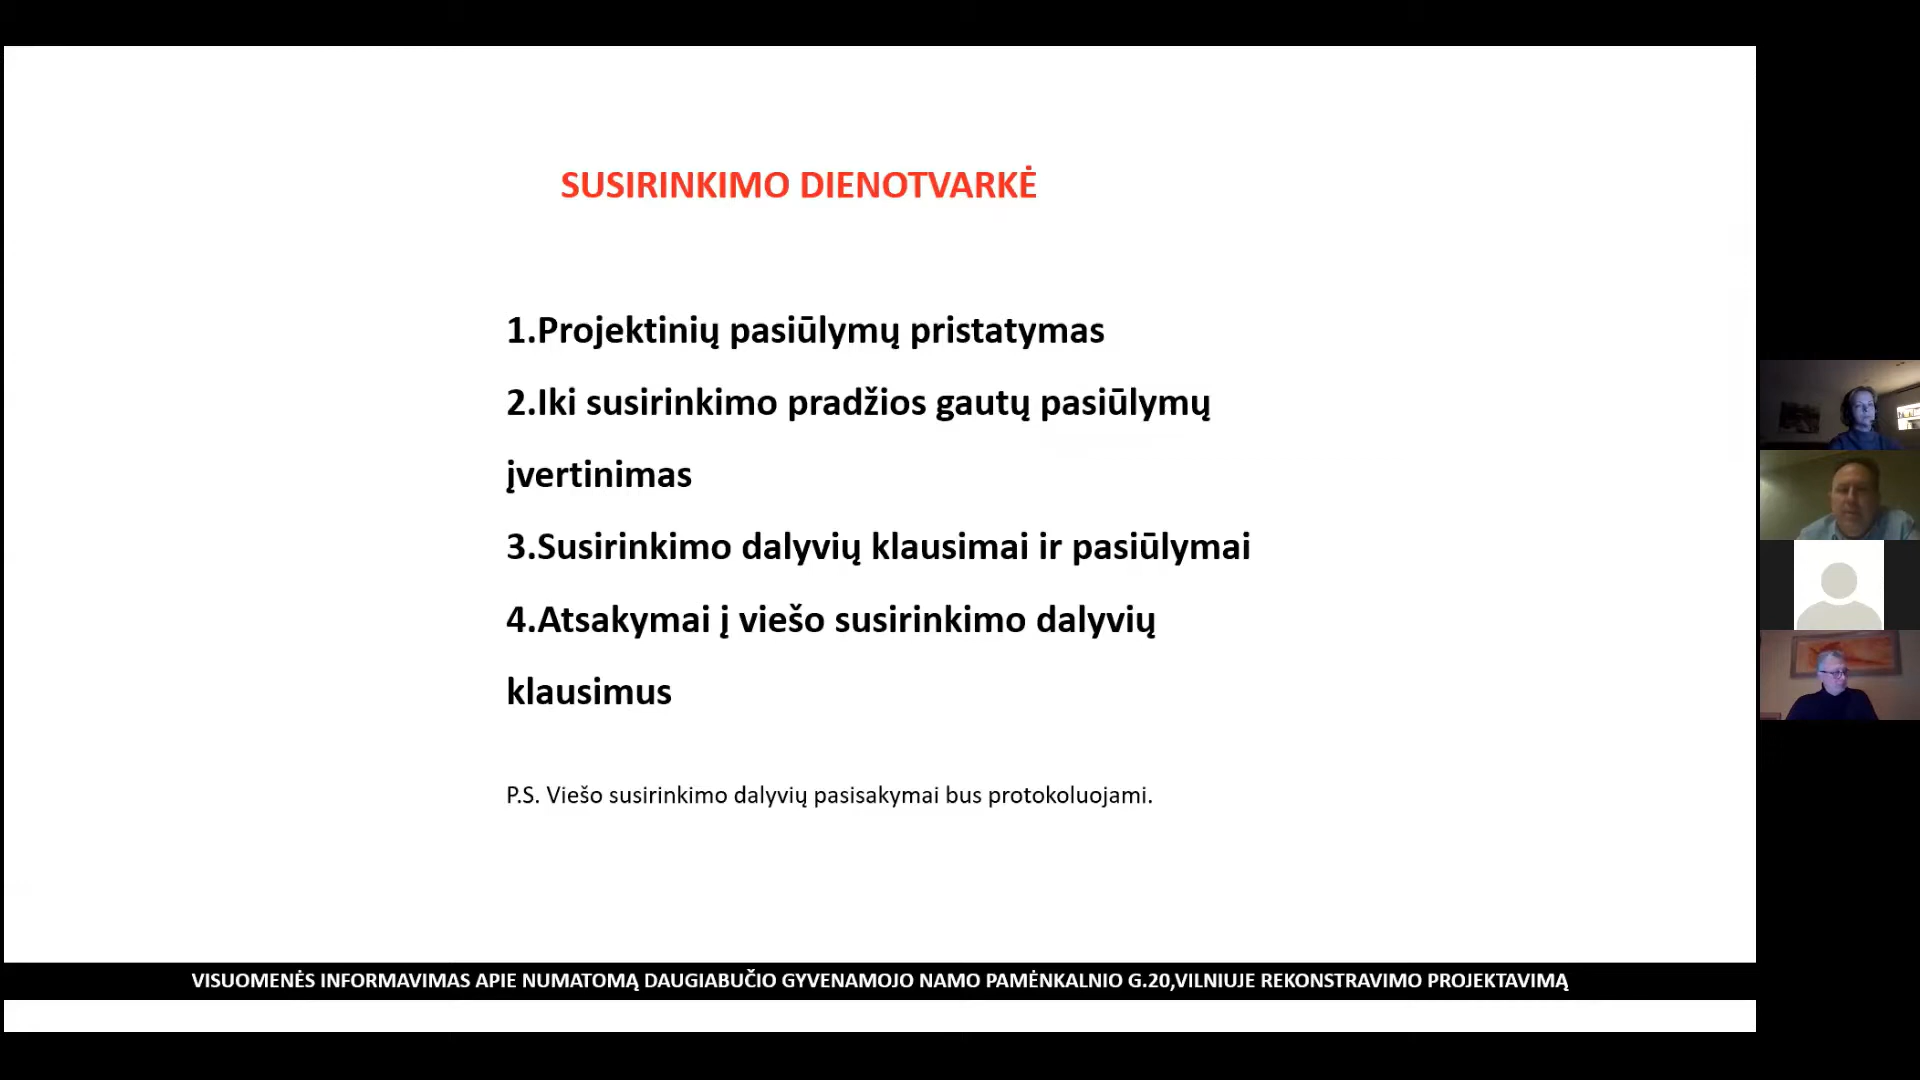 SUSIRINKIMO DIENOTVARKĖ
1.Projektinių pasiūlymų pristatymas
2.Iki susirinkimo pradžios gautų pasiūlymų
įvertinimas
3.Susirinkimo dalyvių klausimai ir pasiūlymai
4.Atsakymai į viešo susirinkimo dalyvių
klausimus
P.S. Viešo susirinkimo dalyvių pasisakymai bus protokoluojami.
VISUOMENĖS INFORMAVIMAS APIE NUMATOMĄ DAUGIABUČIO GYVENAMOJO NAMO PAMĖNKALNIO G.20,VILNIUJE REKONSTRAVIMO PROJEKTAVIMĄ